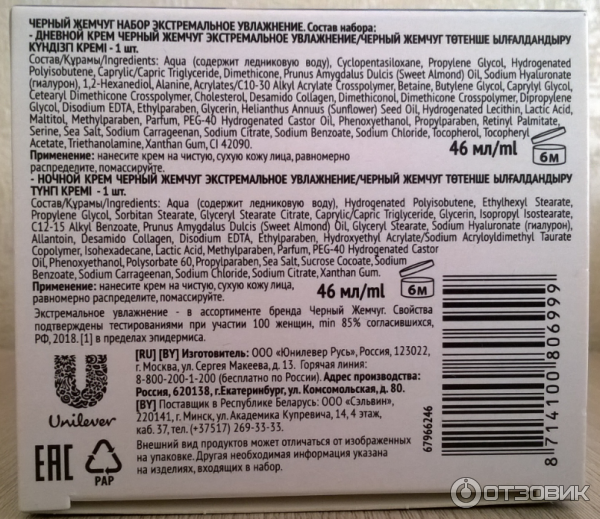 ЧЕРНЫЙ ЖЕМЧУГ НАБОР ЭКСТРЕМАЛЬНОЕ УВЛАЖНЕНИЕ. Состав набора:
- ДНЕВНОЙ КРЕМ ЧЕРНЫЙ ЖЕМЧУГ ЭКСТРЕМАЛЬНОЕ УВЛАЖНЕНИЕ/ЧЕРНЫЙ ЖЕМЧУГ ТӨТЕНШЕ ЫЛҒАЛДАНДЫРУ
КҮНДІЗГІ КРЕМІ - 1 шт.
Состав/Құрамы/Ingredients: Aqua (содержит ледниковую воду), Cyclopentasiloxane, Propylene Glycol, Hydrogenated
Polyisobutene, Caprylic/Capric Triglyceride, Dimethicone, Prunus Amygdalus Dulcis (Sweet Almond) Oil, Sodium Hyaluronate
(гиалурон), 1,2-Hexanediol, Alanine, Acrylates/C10-30 Alkyl Acrylate Crosspolymer, Betaine, Butylene Glycol, Caprylyl Glycol,
Cetearyl Dimethicone Crosspolymer, Cholesterol, Desamido Collagen, Dimethiconol, Dimethicone Crosspolymer, Dipropylene
Glycol, Disodium EDTA, Ethylparaben, Glycerin, Helianthus Annuus (Sunflower) Seed Oil, Hydrogenated Lecithin, Lactic Acid,
Maltitol, Methylparaben, Parfum, PEG-40 Hydrogenated Castor Oil, Phenoxyethanol, Propylparaben, Retinyl Palmitate,
Serine, Sea Salt, Sodium Carrageenan, Sodium Citrate, Sodium Benzoate, Sodium Chloride, Tocopherol, Tocopheryl
Acetate, Triethanolamine, Xanthan Gum, CI 42090.
Применение: нанесите крем на чистую, сухую кожу лица, равномерно
распределите, помассируйте.
46 мл/ml
6м
- НОЧНОЙ КРЕМ ЧЕРНЫЙ ЖЕМЧУГ ЭКСТРЕМАЛЬНОЕ УВЛАЖНЕНИЕ/ЧЕРНЫЙ ЖЕМЧУГ ТӨТЕНШЕ ЫЛҒАЛДАНДЫРУ
ТҮНГІ КРЕМІ - 1 шт.
Состав/Құрамы/Ingredients: Aqua (содержит ледниковую воду), Hydrogenated Polyisobutene, Ethylhexyl Stearate,
Propylene Glycol, Sorbitan Stearate, Glyceryl Stearate Citrate, Caprylic/Capric Triglyceride, Glycerin, Isopropyl Isostearate,
C12-15 Alkyl Benzoate, Prunus Amygdalus Dulcis (Sweet Almond) Oil, Glyceryl Stearate, Sodium Hyaluronate (гиалурон),
Allantoin, Desamido Collagen, Disodium EDTA, Ethylparaben, Hydroxyethyl Acrylate/Sodium Acryloyldimethyl Taurate
Copolymer, Isohexadecane, Lactic Acid, Methylparaben, Parfum, PEG-40 Hydrogenated Castor
Oil, Phenoxyethanol, Polysorbate 60, Propylparaben, Sea Salt, Sucrose Cocoate, Sodium
Benzoate, Sodium Carrageenan, Sodium Chloride, Sodium Citrate, Xanthan Gum.
Применение: нанесите крем на чистую, сухую кожу лица,
равномерно распределите, помассируйте.
46 мл/ml
6м
Экстремальное увлажнение - в ассортименте бренда Черный Жемчуг. Свойства
подтверждены тестированиями при участии 100 женщин, min 85% согласившихся,
РФ, 2018. [1] в пределах эпидермиса.
[RU] [BY] Изготовитель: ООО «Юнилевер Русь», Россия, 123022,
г. Москва, ул. Сергея Макеева, д. 13. Горячая линия:
8-800-200-1-200 (бесплатно по России). Адрес производства:
Россия, 620138, г.Екатеринбург, ул. Комсомольская, д. 80.
[BY] Поставщик в Республике Беларусь: ООО «Сэльвин»,
220141, г. Минск, ул. Академика Купревича, 14, 4 этаж,
каб. 37, тел. (+37517) 269-33-33.
Внешний вид продуктов может отличаться от изображенных
на упаковке. Другая необходимая информация указана
на изделиях, входящих в набор.
Unilever
EAC
PAP
67966246
8 714100 806999
ОТЗОВИК